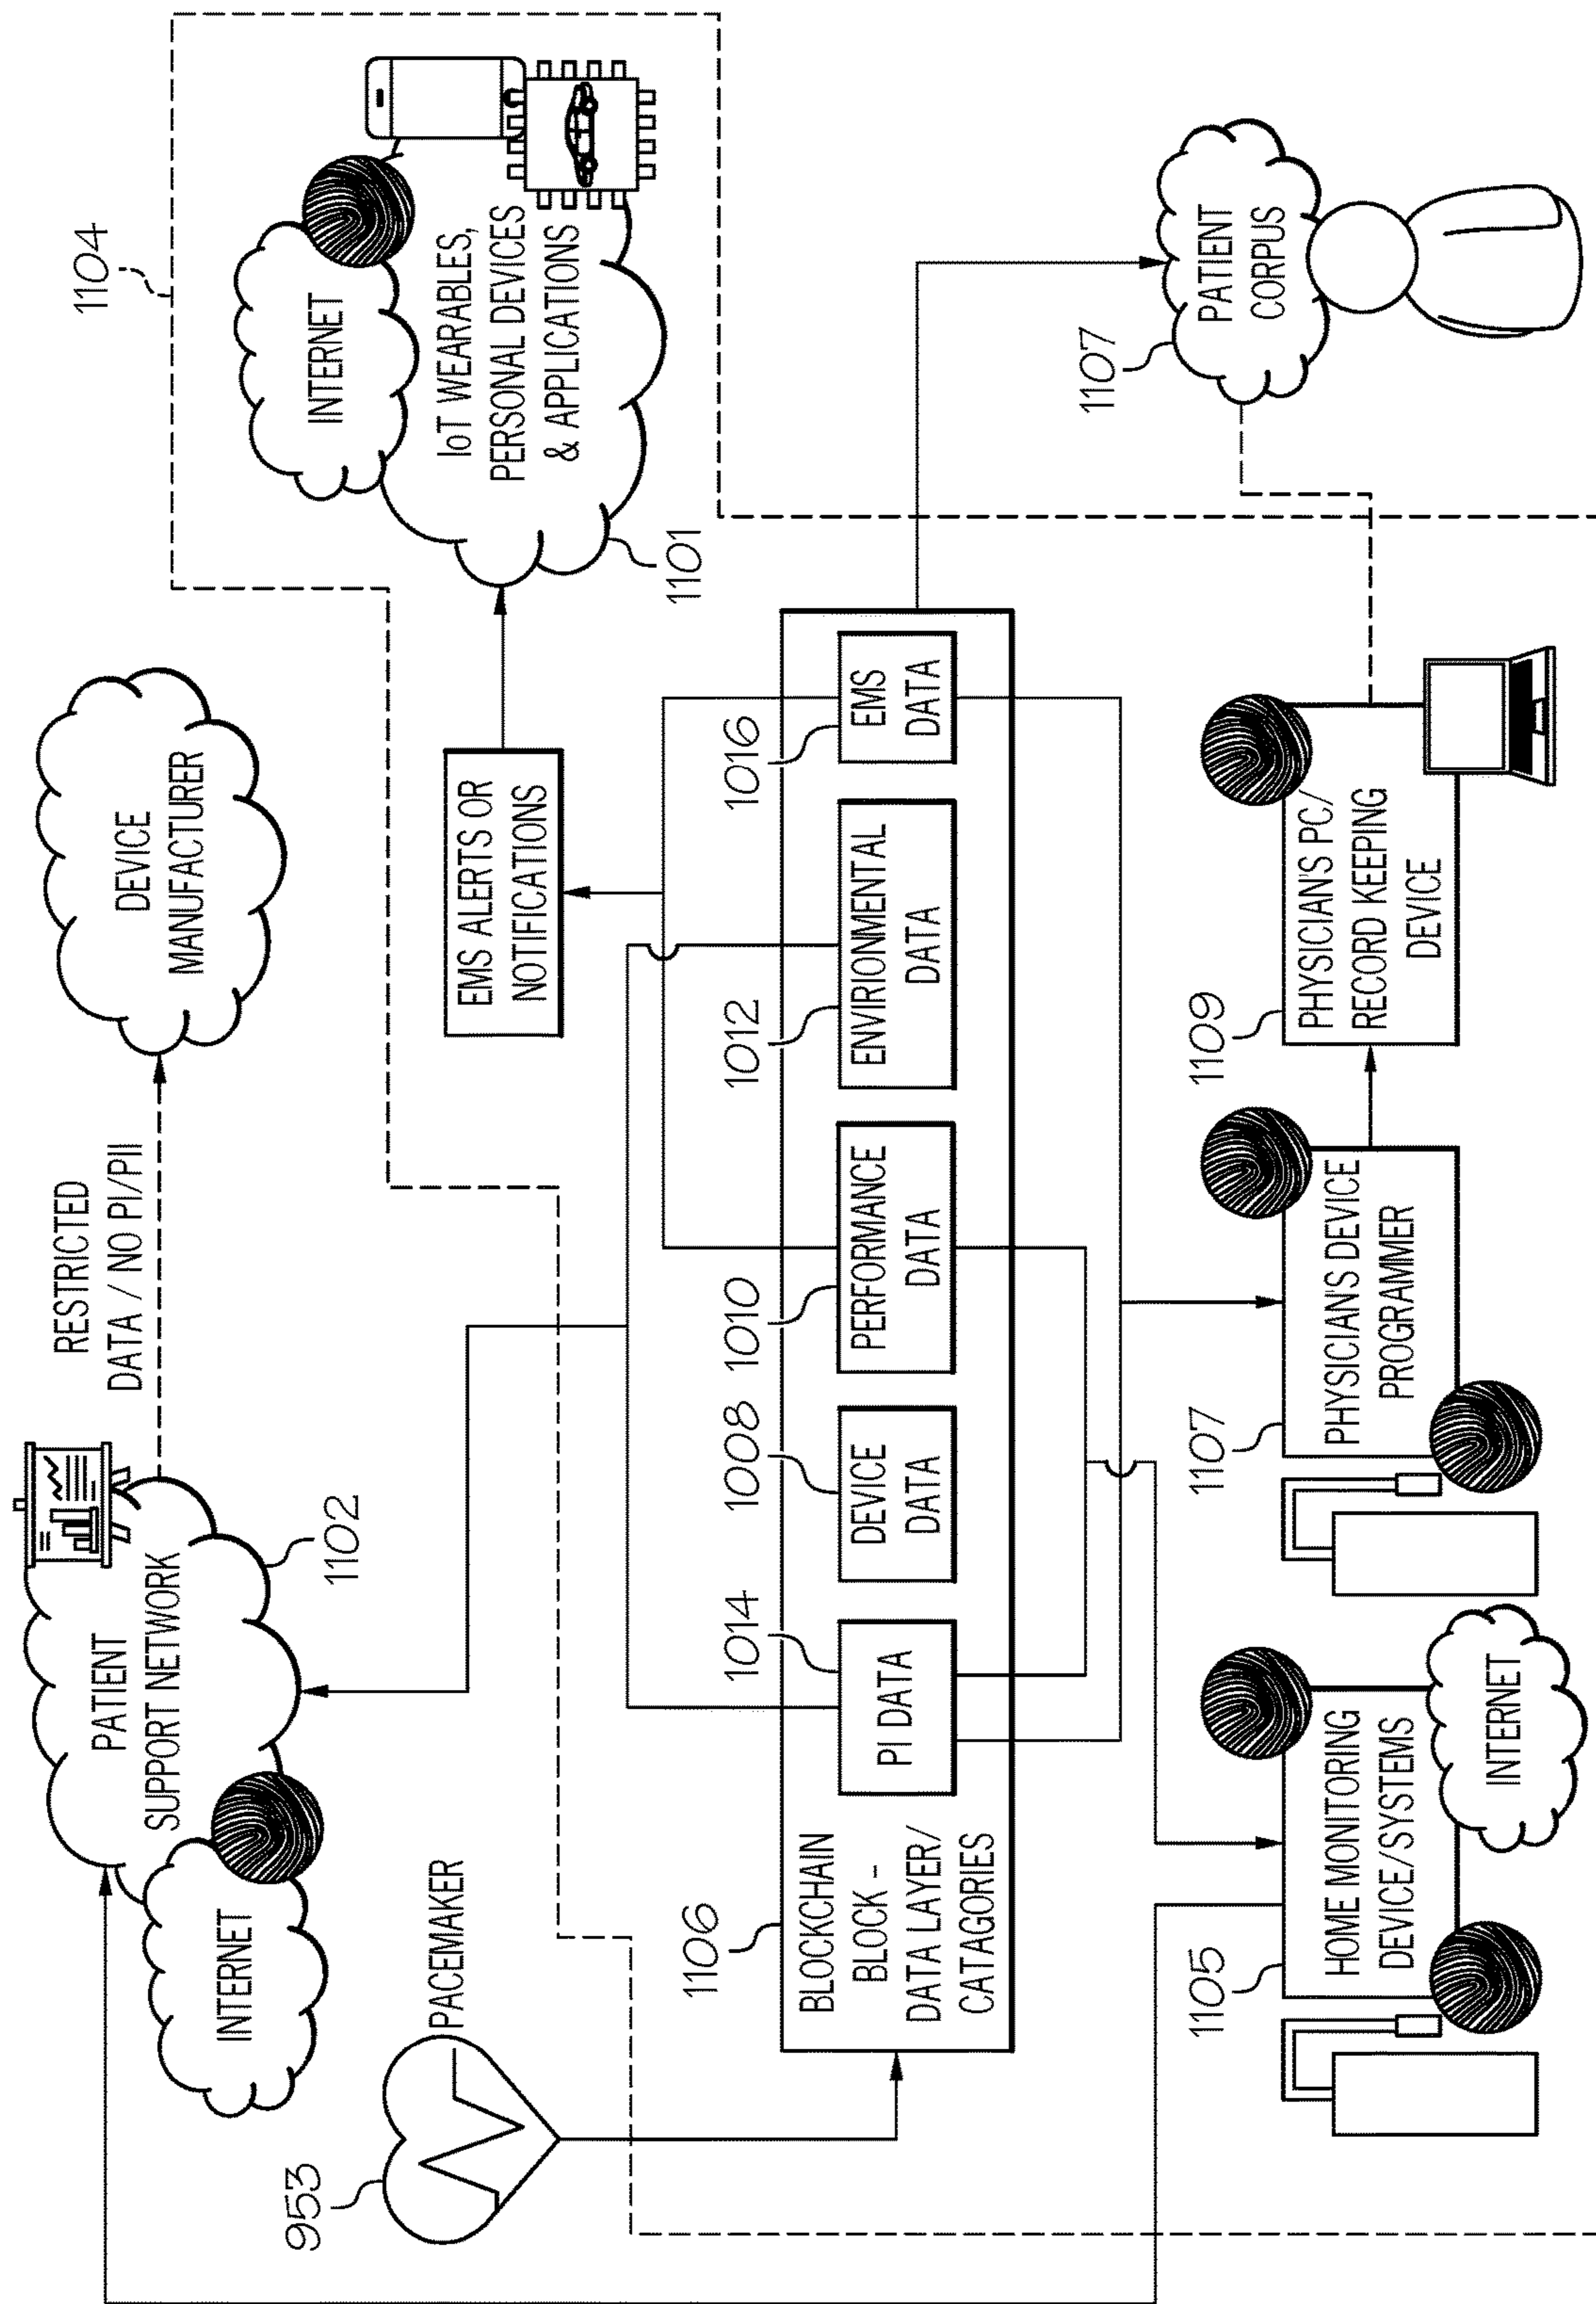 PATIENT
SUPPORT NETWORK
INTERNET
1102
RESTRICTED
DATA / NO PI/PII
DEVICE
MANUFACTURER
1104
INTERNET
IoT WEARABLES,
PERSONAL DEVICES
& APPLICATIONS
1101
953
PACEMAKER
EMS ALERTS OR
NOTIFICATIONS
1106
BLOCKCHAIN
BLOCK -
DATA LAYER/
CATAGORIES
1014
PI DATA
1008
DEVICE
DATA
1010
PERFORMANCE
DATA
1012
ENVIRIONMENTAL
DATA
1016
EMS
DATA
1107
PATIENT
CORPUS
1105
HOME MONITORING
DEVICE/SYSTEMS
INTERNET
1107
PHYSICIAN'S DEVICE
PROGRAMMER
1109
PHYSICIAN'S PC/
RECORD KEEPING
DEVICE